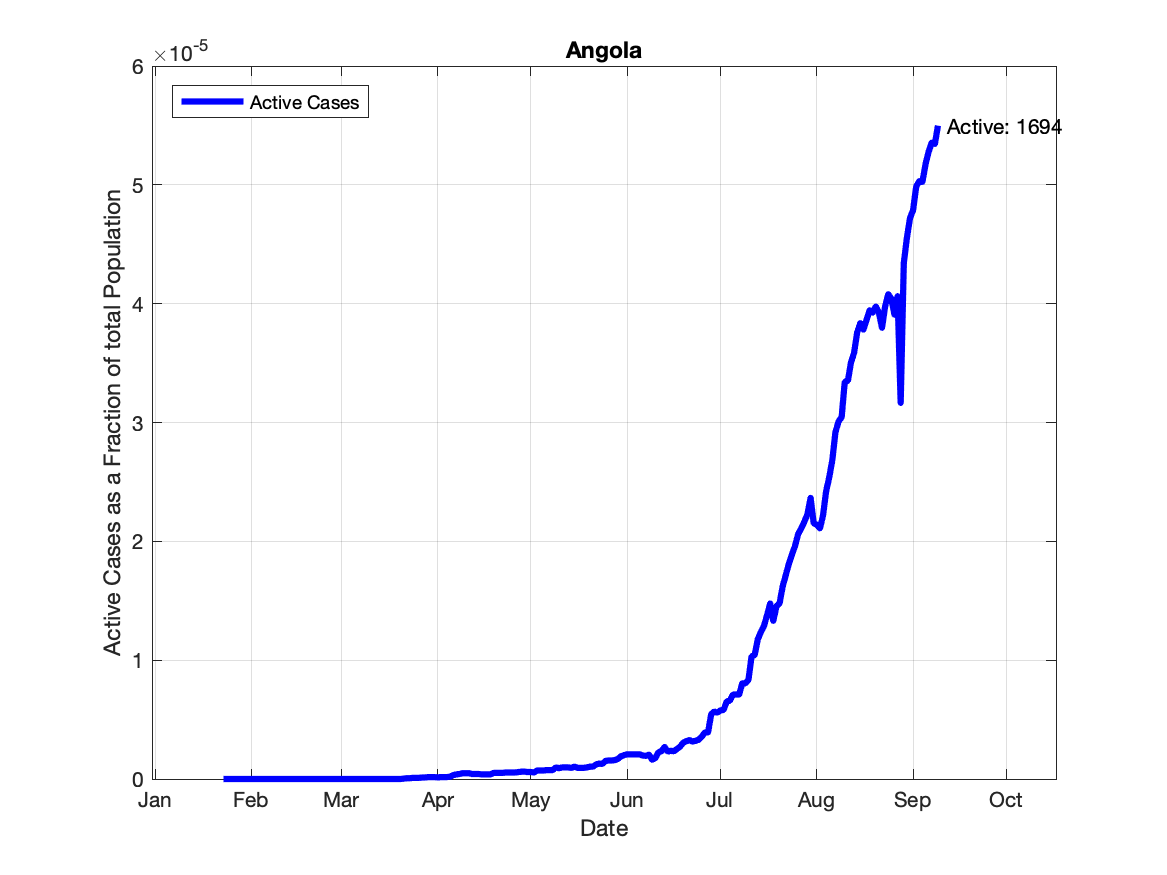 Angola
×10-5
Active Cases
Active: 1694
6
5
4
3
2
1
0
Active Cases as a Fraction of total Population
Jan Feb Mar Apr May Jun Jul Aug Sep Oct
Date